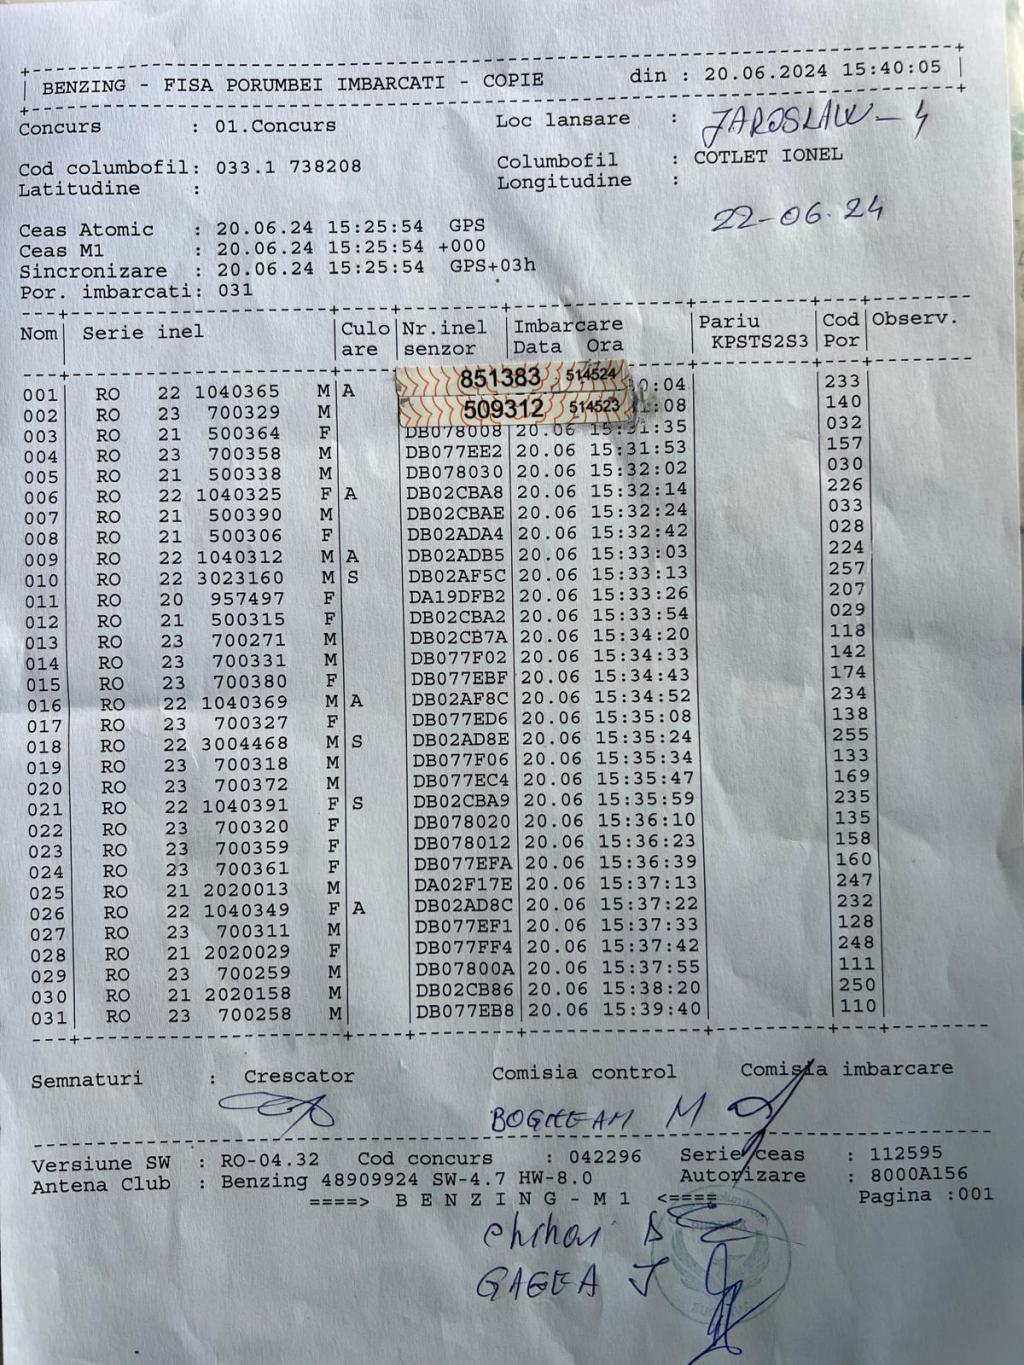 BENZING - FISA PORUMBEI IMBARCATI - COPIE din : 20.06.2024 15:40:05
Concurs : 01.Concurs Loc lansare : JAROSLAW - 4
Cod columbofil: 033.1 738208 Columbofil : COTLET IONEL
Latitudine : Longitudine :
22-06.24
Ceas Atomic : 20.06.24 15:25:54 GPS
Ceas M1 : 20.06.24 15:25:54 +000
Sincronizare : 20.06.24 15:25:54 GPS+03h
Por. imbarcati: 031
Nom Serie inel Culo Nr.inel Imbarcare Pariu Cod Observ.
are senzor Data Ora KPSTS2S3 Por
001 RO 22 1040365 M A 851383 514524 0:04 233
002 RO 23 700329 M 509312 514523 1:08 140
003 RO 21 500364 F DB078008 20.06 15:31:35 032
004 RO 23 700358 M DB077EE2 20.06 15:31:53 157
005 RO 21 500338 M DB078030 20.06 15:32:02 030
006 RO 22 1040325 F A DB02CBA8 20.06 15:32:14 226
007 RO 21 500390 M DB02CBAE 20.06 15:32:24 033
008 RO 21 500306 F DB02ADA4 20.06 15:32:42 028
009 RO 22 1040312 M A DB02ADB5 20.06 15:33:03 224
010 RO 22 3023160 M S DB02AF5C 20.06 15:33:13 257
011 RO 20 957497 F DA19DFB2 20.06 15:33:26 207
012 RO 21 500315 F DB02CBA2 20.06 15:33:54 029
013 RO 23 700271 M DB02CB7A 20.06 15:34:20 118
014 RO 23 700331 M DB077F02 20.06 15:34:33 142
015 RO 23 700380 F DB077EBF 20.06 15:34:43 174
016 RO 22 1040369 M A DB02AF8C 20.06 15:34:52 234
017 RO 23 700327 F DB077ED6 20.06 15:35:08 138
018 RO 22 3004468 M S DB02AD8E 20.06 15:35:24 255
019 RO 23 700318 M DB077F06 20.06 15:35:34 133
020 RO 23 700372 M DB077EC4 20.06 15:35:47 169
021 RO 22 1040391 F S DB02CBA9 20.06 15:35:59 235
022 RO 23 700320 F DB078020 20.06 15:36:10 135
023 RO 23 700359 F DB078012 20.06 15:36:23 158
024 RO 23 700361 F DB077EFA 20.06 15:36:39 160
025 RO 21 2020013 M DA02F17E 20.06 15:37:13 247
026 RO 22 1040349 F A DB02AD8C 20.06 15:37:22 232
027 RO 23 700311 M DB077EF1 20.06 15:37:33 128
028 RO 21 2020029 F DB077FF4 20.06 15:37:42 248
029 RO 23 700259 M DB07800A 20.06 15:37:55 111
030 RO 21 2020158 M DB02CB86 20.06 15:38:20 250
031 RO 23 700258 M DB077EB8 20.06 15:39:40 110
Semnaturi : Crescator Comisia control Comisia imbarcare
M
Versiune SW : RO-04.32 Cod concurs : 042296 Serie ceas : 112595
Antena Club : Benzing 48909924 SW-4.7 HW-8.0 Autorizare : 8000A156
====> B E N Z I N G - M 1 <==== Pagina :001
GAGEA J